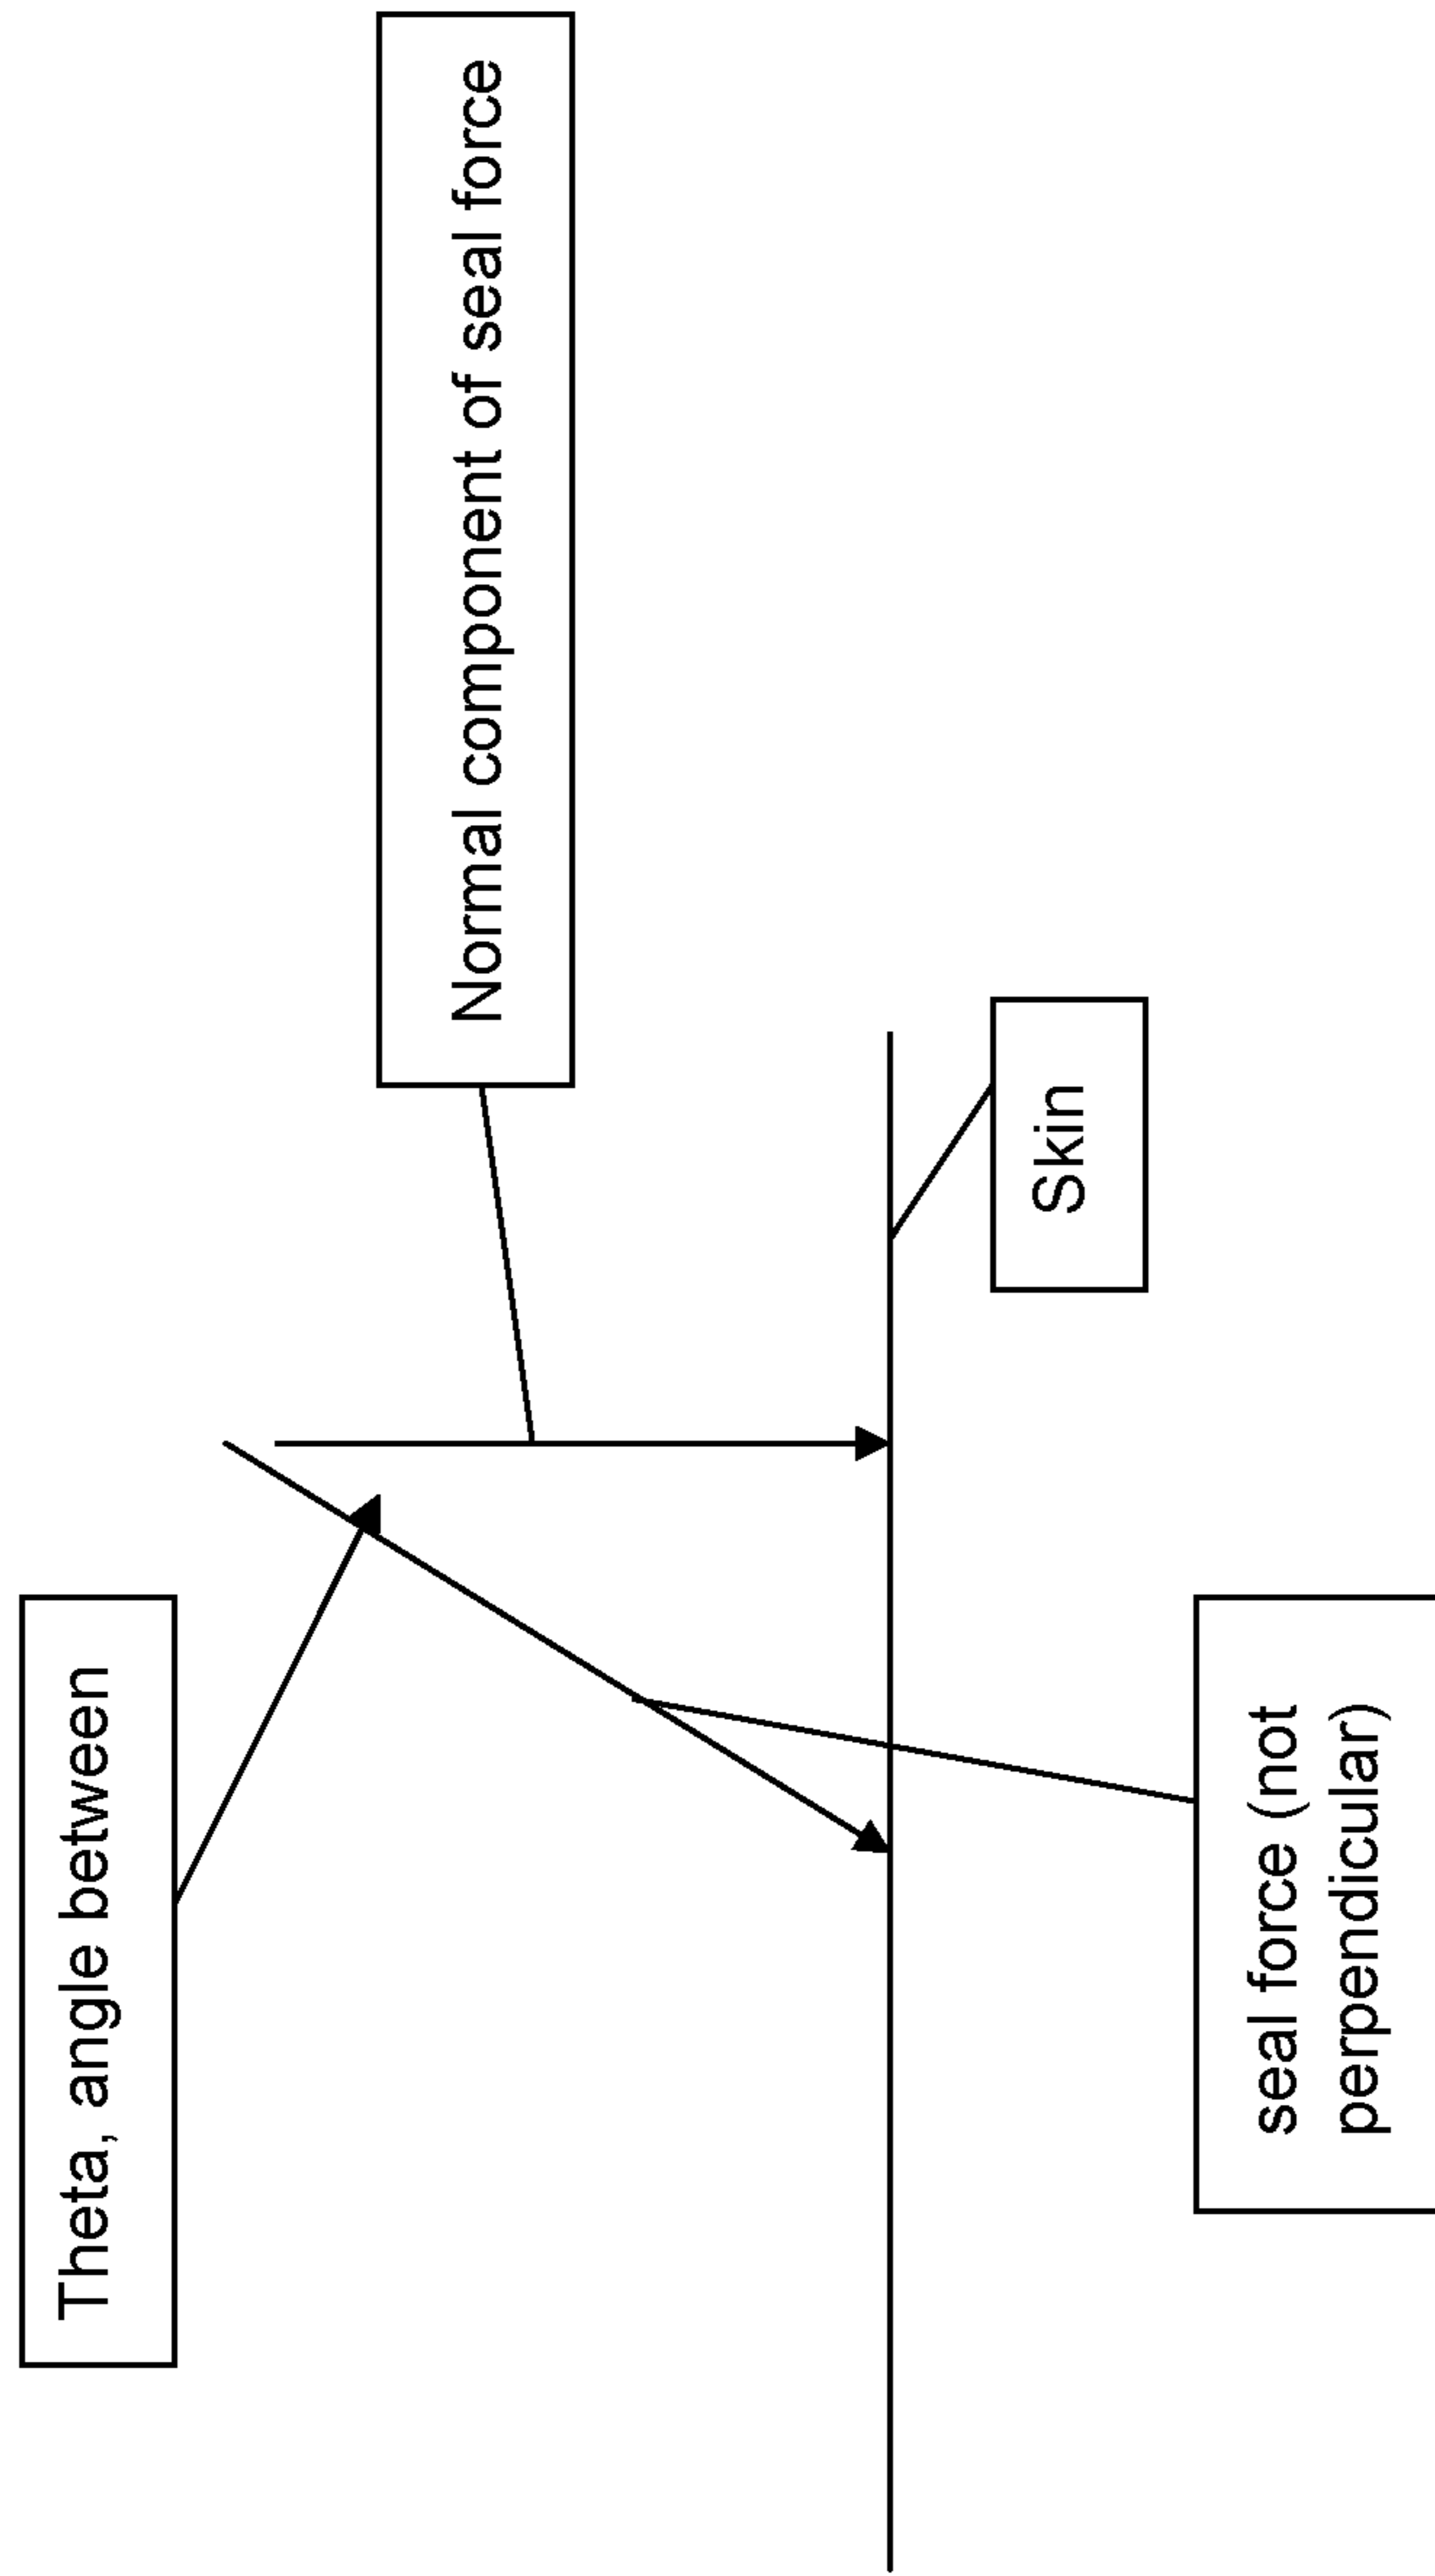 Theta, angle between
Normal component of seal force
Skin
seal force (not
perpendicular)